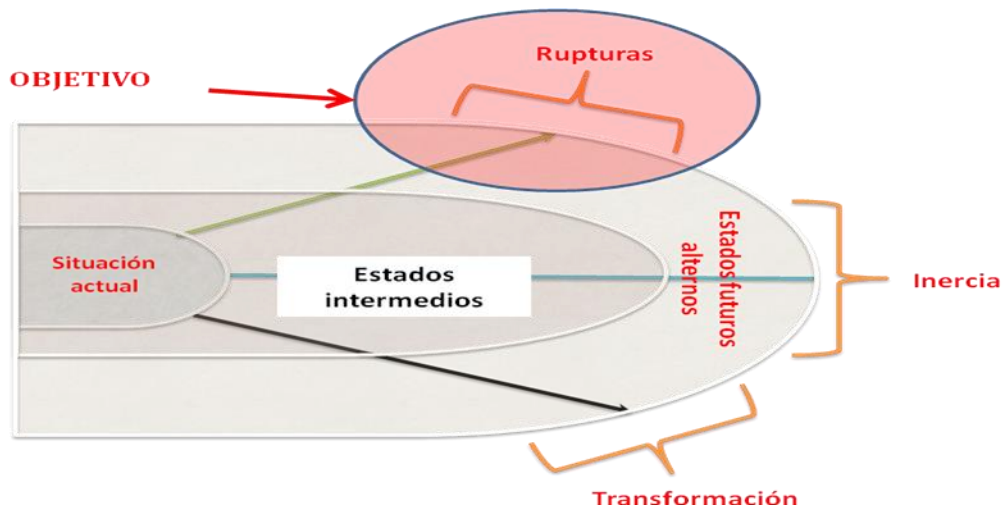 Rupturas
OBJETIVO
Situación
actual
Estados
intermedios
Estados futuros
alternos
Inercia
Transformación